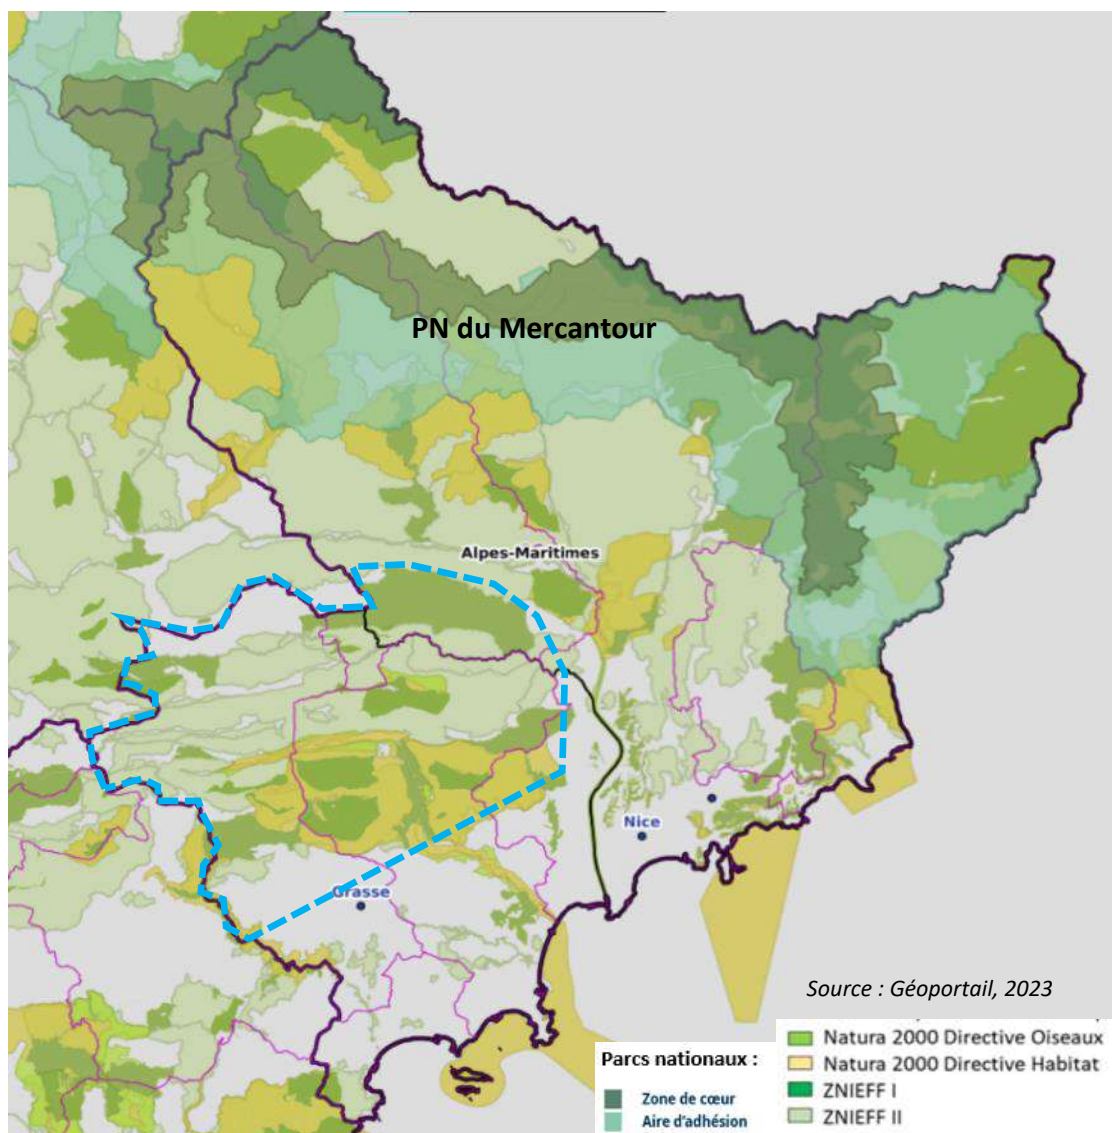 PN du Mercantour
Alpes-Maritimes
Nice
Grasse
Source : Géoportail, 2023
Natura 2000 Directive Oiseaux
Natura 2000 Directive Habitat
ZNIEFF I
ZNIEFF II
Parcs nationaux :
Zone de cœur
Aire d'adhésion